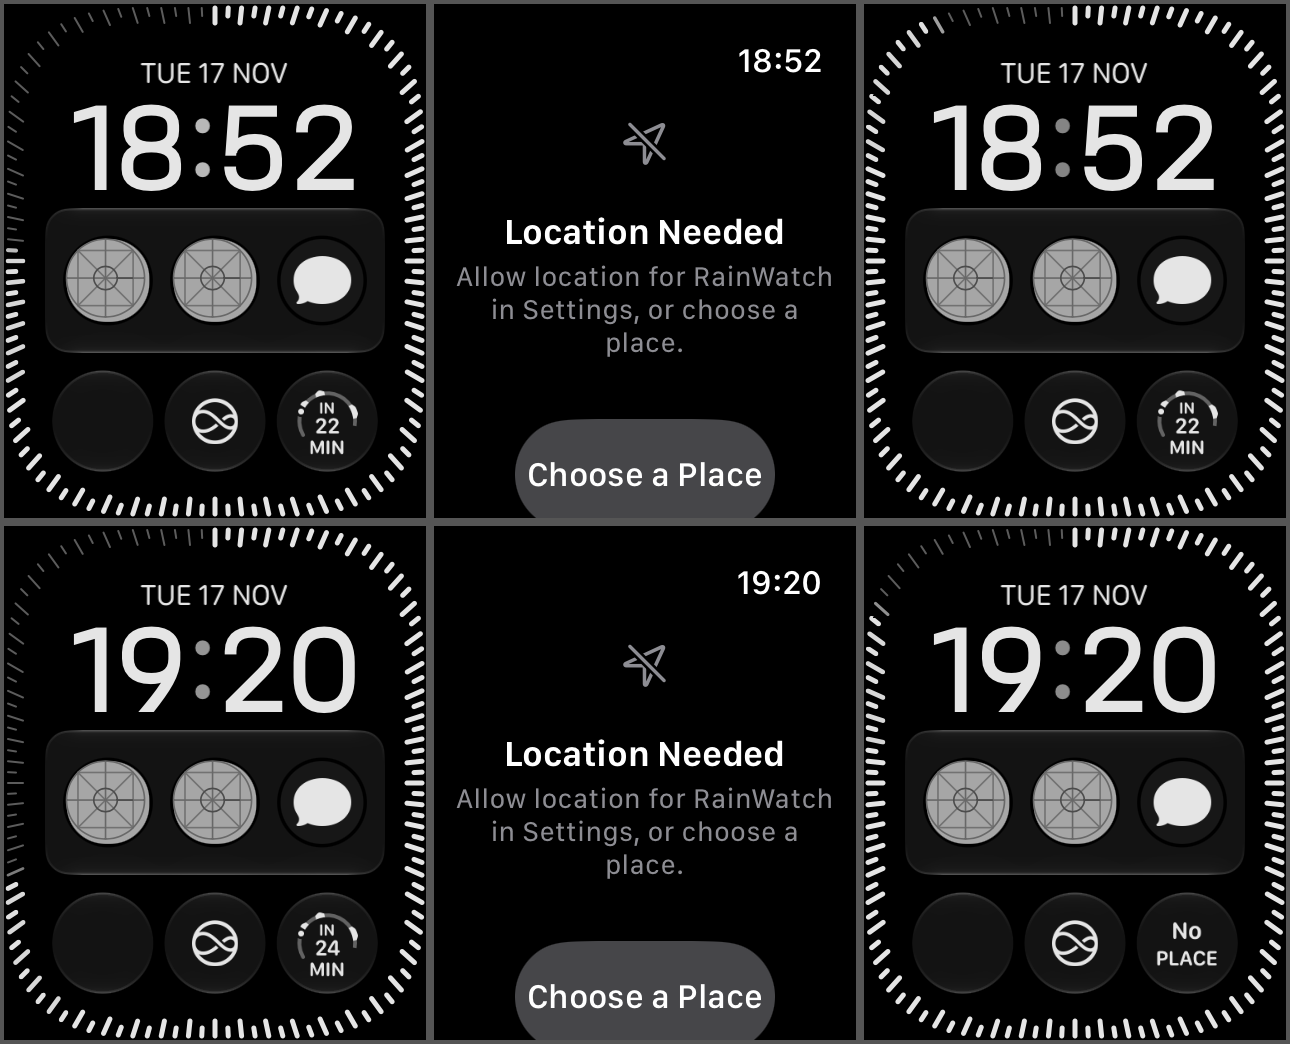 TUE 17 NOV
18:52
IN
22
MIN
18:52
Location Needed
Allow location for RainWatch
in Settings, or choose a
place.
Choose a Place
TUE 17 NOV
18:52
IN
22
MIN
TUE 17 NOV
19:20
IN
24
MIN
19:20
Location Needed
Allow location for RainWatch
in Settings, or choose a
place.
Choose a Place
TUE 17 NOV
19:20
No
PLACE